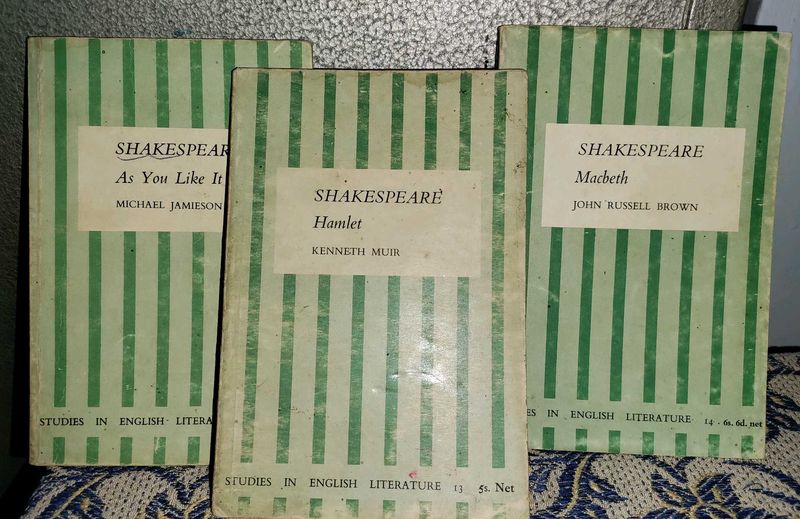 SHAKESPEAR
As You Like It
MICHAEL JAMIESON
STUDIES IN ENGLISH LITERA
SHAKESPEARE
Hamlet
KENNETH MUIR
STUDIES IN ENGLISH LITERATURE 13 5s. Net
SHAKESPEARE
Macbeth
JOHN RUSSELL BROWN
ES IN ENGLISH LITERATURE 14 . 6s. 6d. net